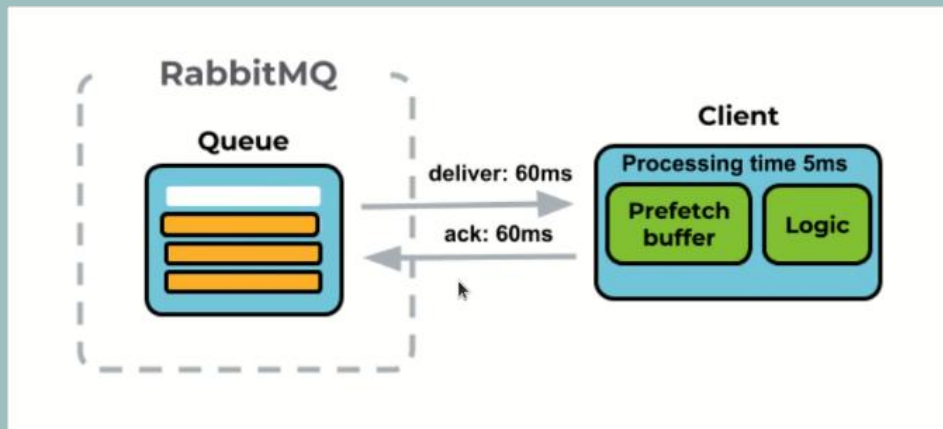 RabbitMQ
Queue
deliver: 60ms
ack: 60ms
Client
Processing time 5ms
Prefetch
buffer
Logic